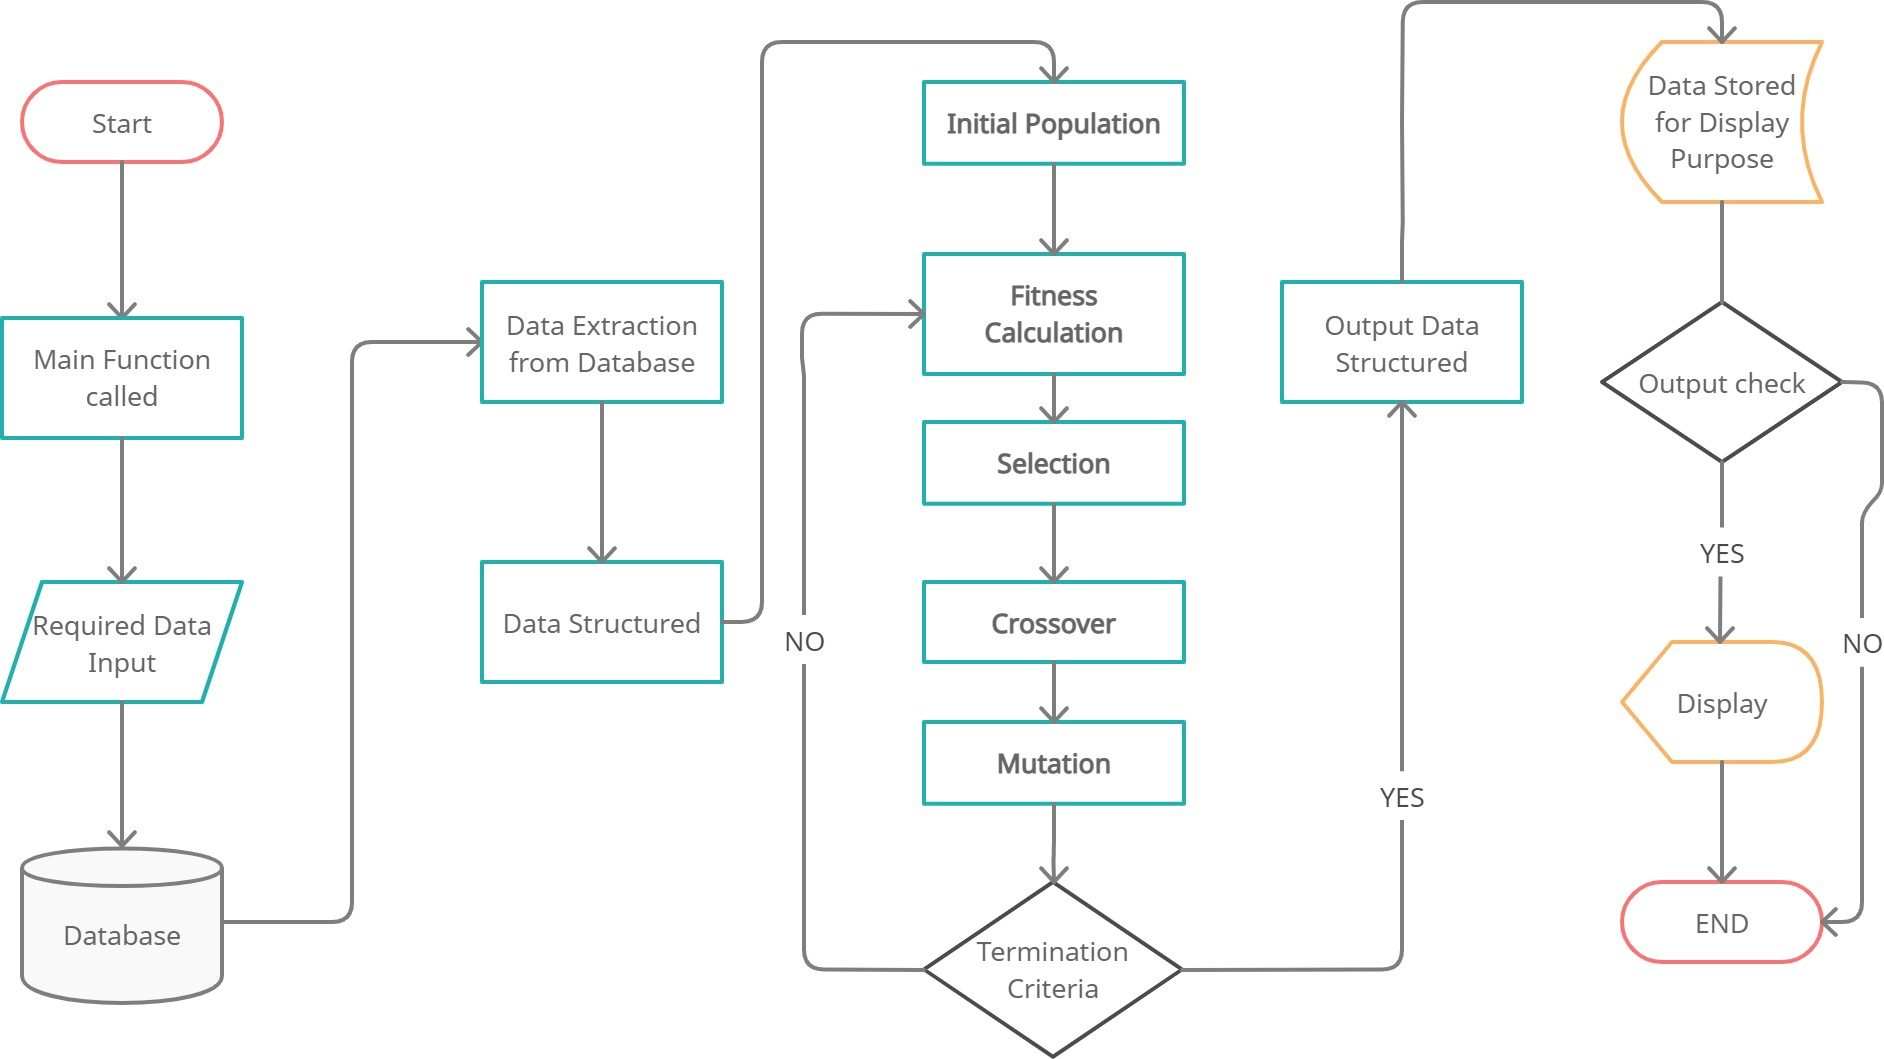 Start
Main Function
called
Required Data
Input
Database
Data Extraction
from Database
Data Structured
Initial Population
Fitness
Calculation
Selection
Crossover
Mutation
Termination
Criteria
NO
YES
Output Data
Structured
Data Stored
for Display
Purpose
Output check
YES
NO
Display
END